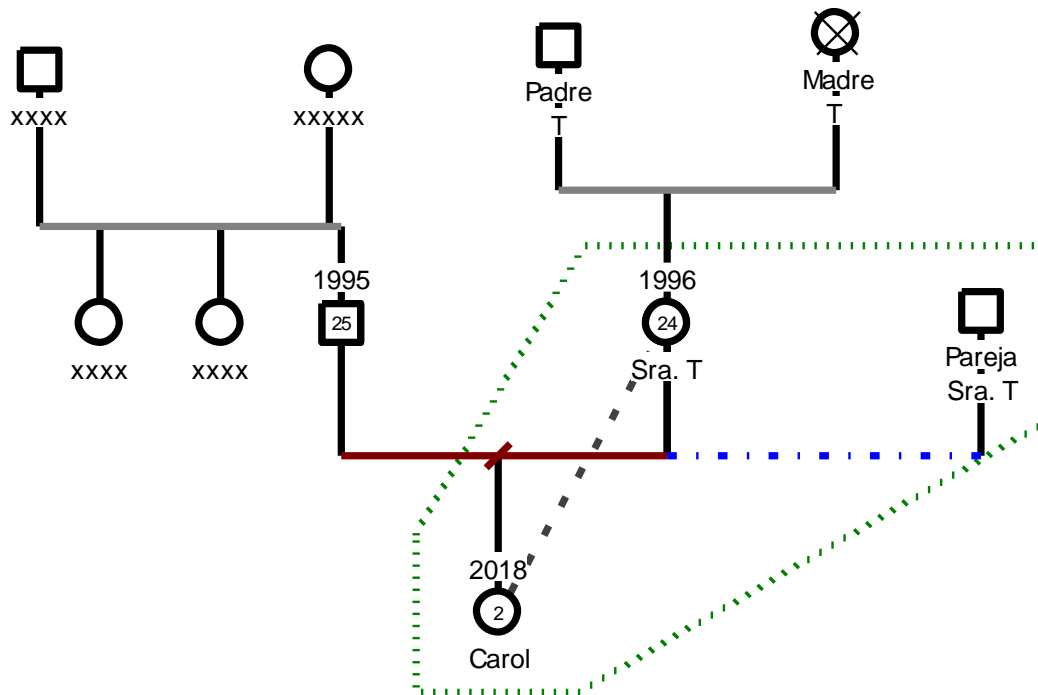 xxxx
xxxxx
Padre
T
Madre
T
1995
25
1996
24
Sra. T
xxxx
xxxx
Pareja
Sra. T
2018
2
Carol